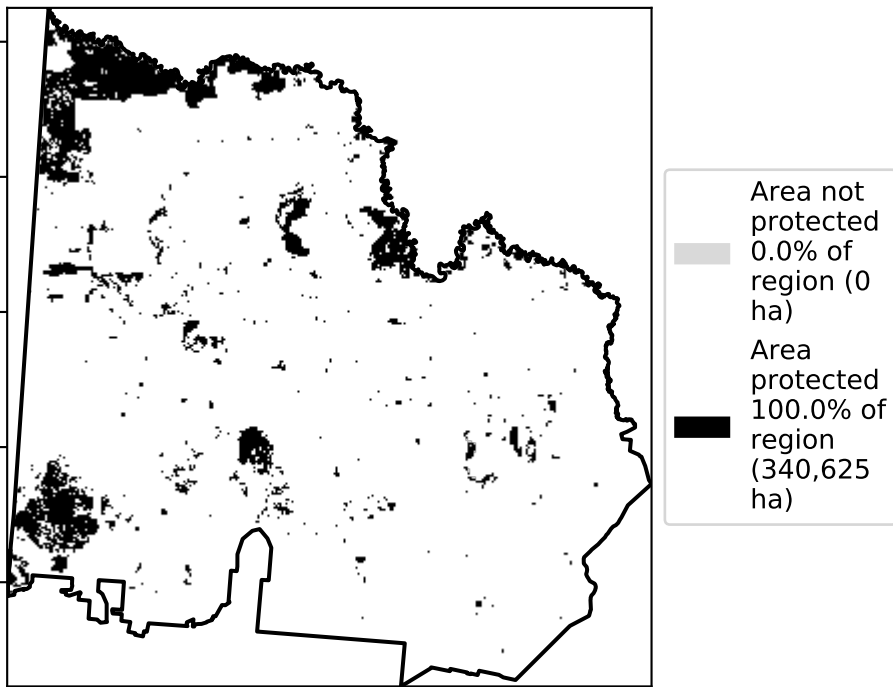 Area not
protected
0.0% of
region (0
ha)
Area
protected
100.0% of
region
(340,625
ha)